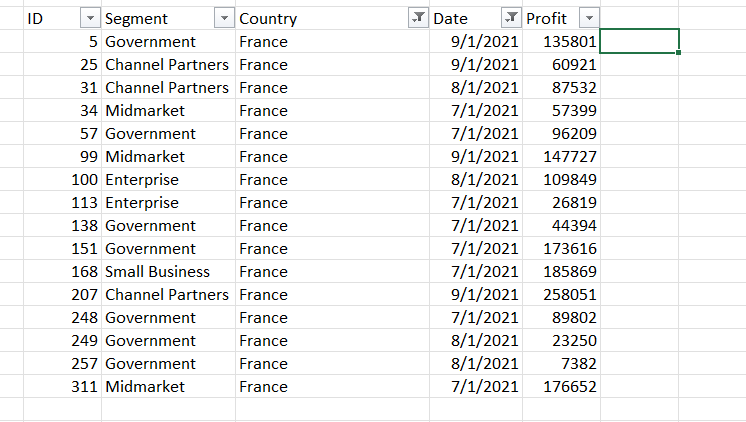 ID Segment Country Date Profit
5 Government France 9/1/2021 135801
25 Channel Partners France 9/1/2021 60921
31 Channel Partners France 8/1/2021 87532
34 Midmarket France 7/1/2021 57399
57 Government France 7/1/2021 96209
99 Midmarket France 9/1/2021 147727
100 Enterprise France 8/1/2021 109849
113 Enterprise France 7/1/2021 26819
138 Government France 7/1/2021 44394
151 Government France 7/1/2021 173616
168 Small Business France 7/1/2021 185869
207 Channel Partners France 9/1/2021 258051
248 Government France 7/1/2021 89802
249 Government France 8/1/2021 23250
257 Government France 8/1/2021 7382
311 Midmarket France 7/1/2021 176652